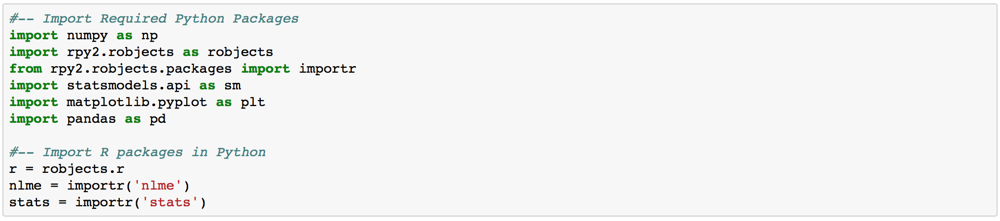 #-- Import Required Python Packages
import numpy as np
import rpy2.robjects as robjects
from rpy2.robjects.packages import importr
import statsmodels.api as sm
import matplotlib.pyplot as plt
import pandas as pd
#-- Import R packages in Python
r = robjects.r
nlme = importr('nlme')
stats = importr('stats')